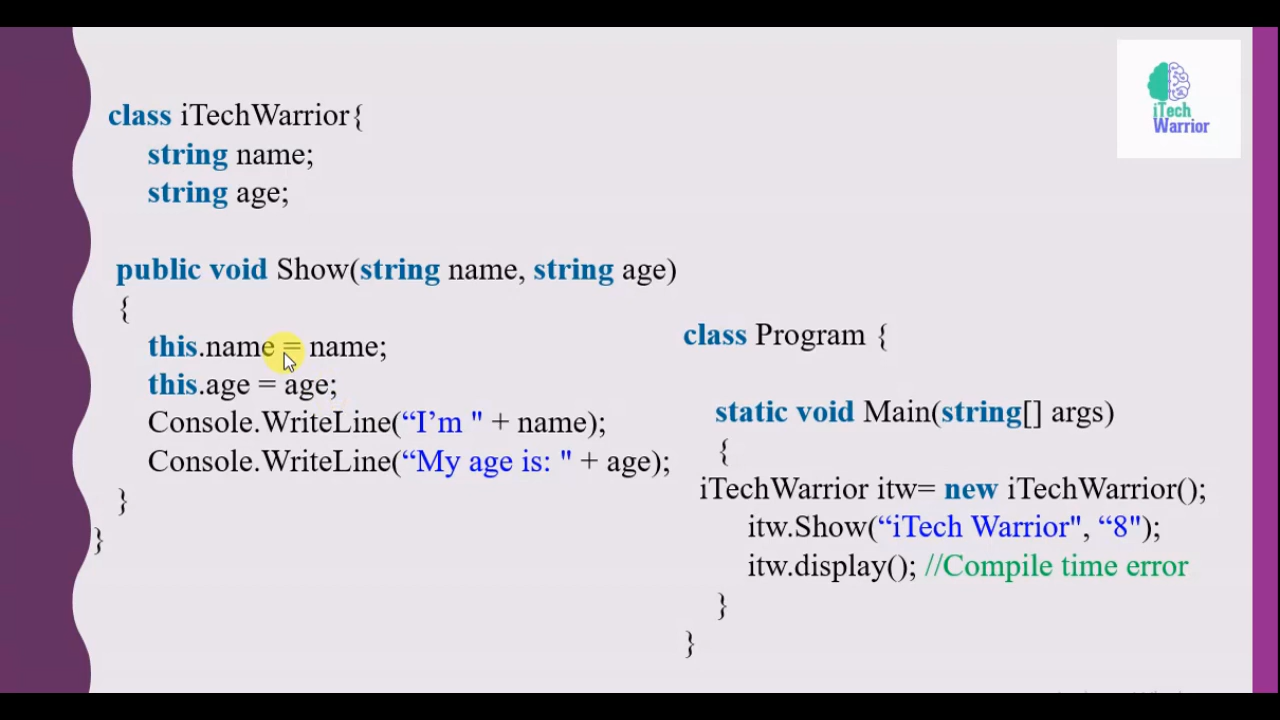 iTech
Warrior
class iTechWarrior{
string name;
string age;
public void Show(string name, string age)
{
this.name = name;
this.age = age;
Console.WriteLine(“I’m " + name);
Console.WriteLine(“My age is: " + age);
}
}
class Program {
static void Main(string[] args)
{
iTechWarrior itw= new iTechWarrior();
itw.Show(“iTech Warrior", “8");
itw.display(); //Compile time error
}
}